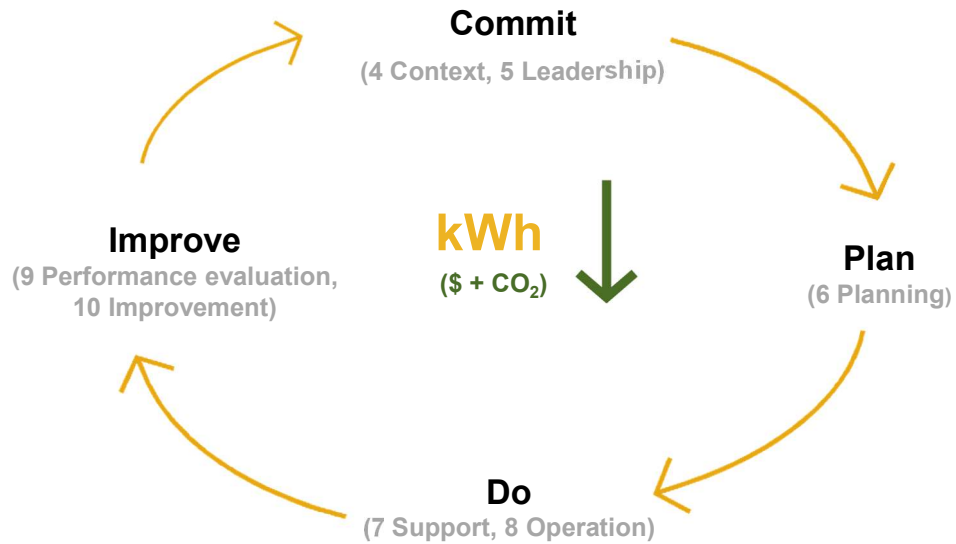 Commit
(4 Context, 5 Leadership)
kWh
($ + CO₂)
Improve
(9 Performance evaluation,
10 Improvement)
Plan
(6 Planning)
Do
(7 Support, 8 Operation)